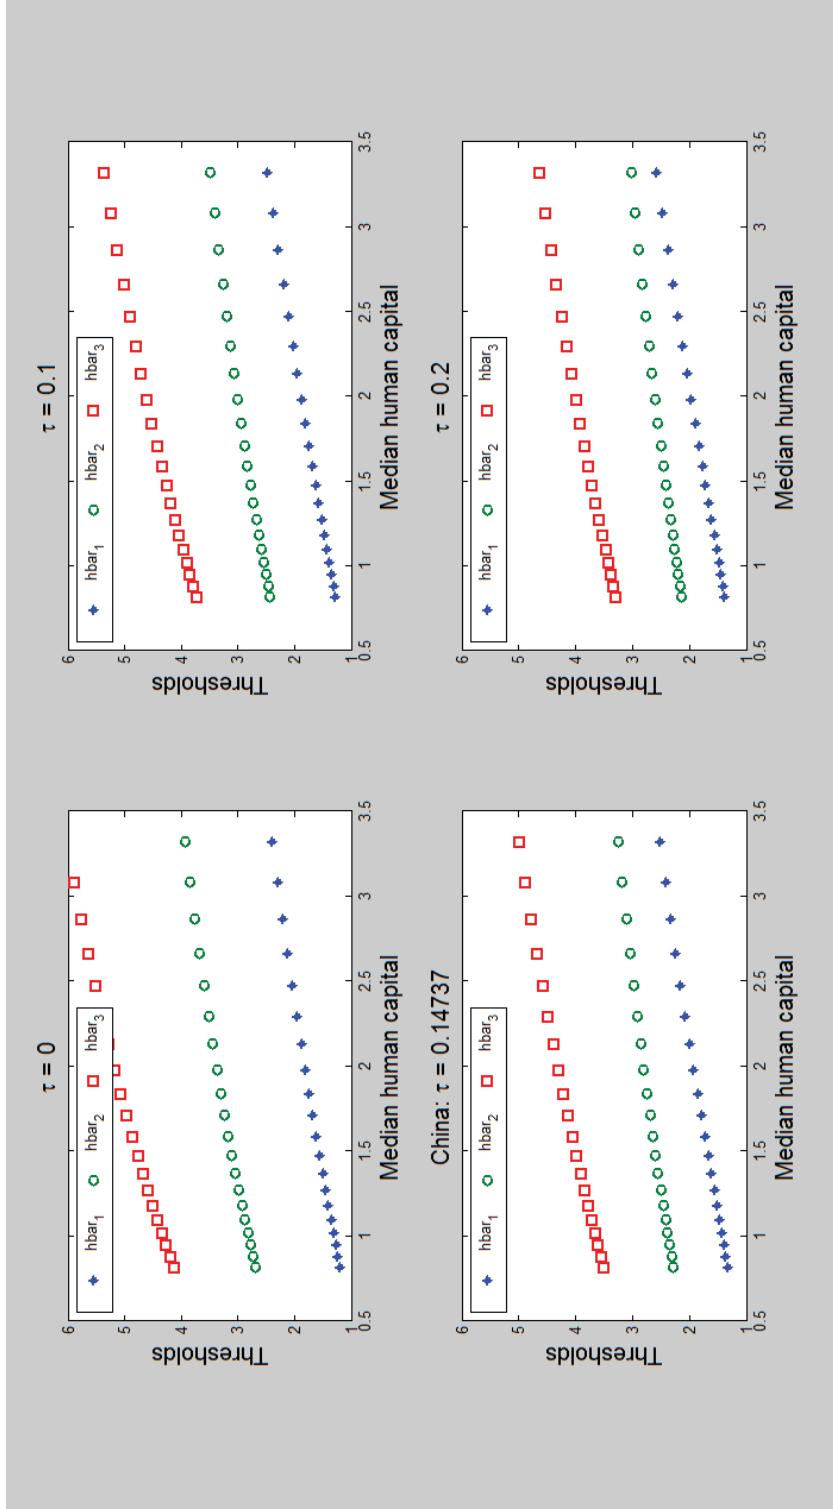 τ = 0
hbar1 hbar2 hbar3
6
5
4
3
2
1
0.5 1 1.5 2 2.5 3 3.5
Thresholds
Median human capital
τ = 0.1
hbar1 hbar2 hbar3
6
5
4
3
2
1
0.5 1 1.5 2 2.5 3 3.5
Thresholds
Median human capital
China: τ = 0.14737
hbar1 hbar2 hbar3
6
5
4
3
2
1
0.5 1 1.5 2 2.5 3 3.5
Thresholds
Median human capital
τ = 0.2
hbar1 hbar2 hbar3
6
5
4
3
2
1
0.5 1 1.5 2 2.5 3 3.5
Thresholds
Median human capital